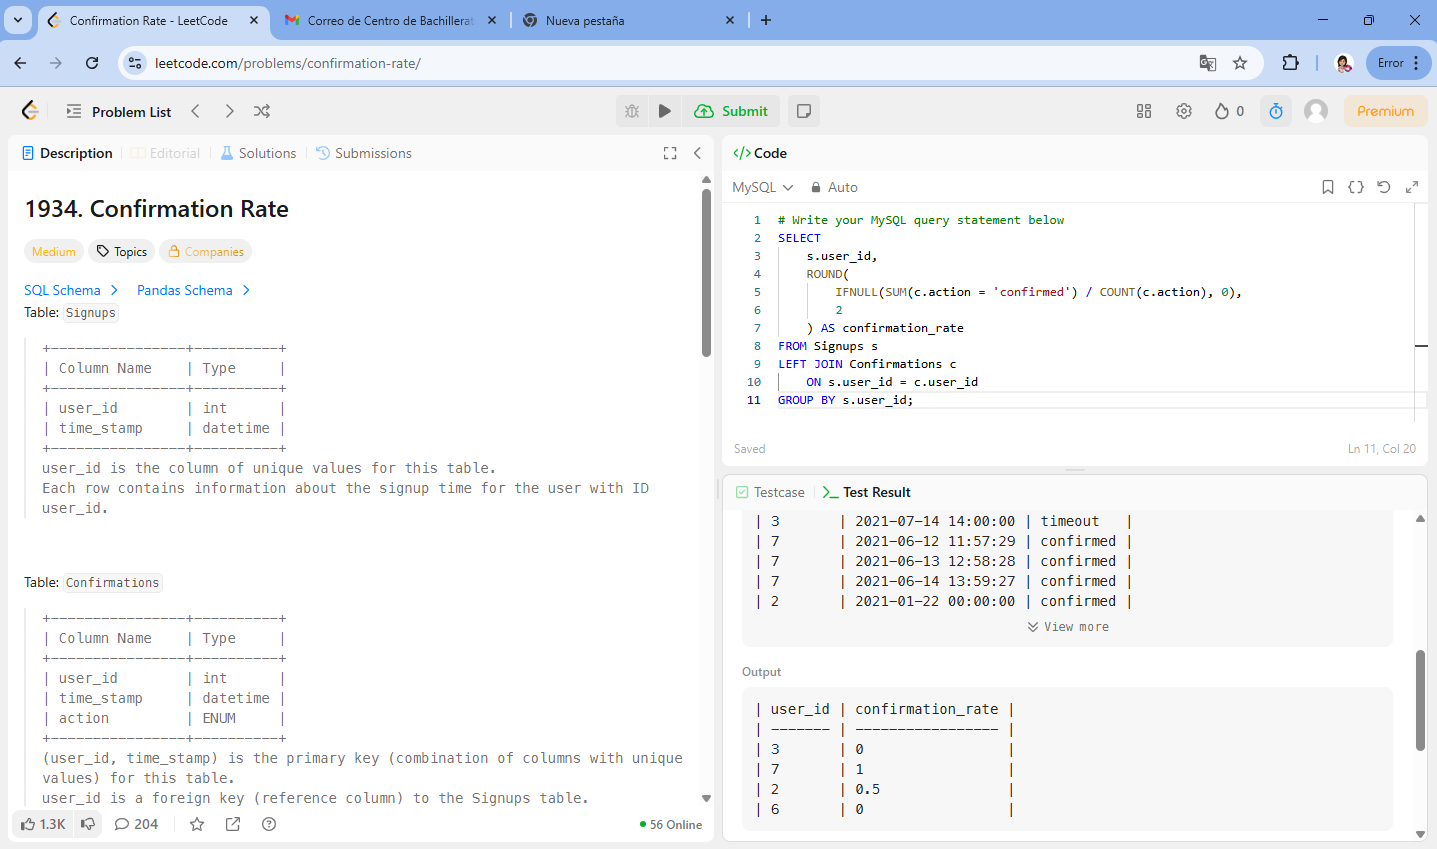 Confirmation Rate - LeetCode
Correo de Centro de Bachillerat
Nueva pestaña
leetcode.com/problems/confirmation-rate/
Error
Problem List
Submit
0
Premium
Description
Editorial
Solutions
Submissions
1934. Confirmation Rate
Medium
Topics
Companies
SQL Schema
Pandas Schema
Table: Signups
+----------------+----------+
| Column Name    | Type     |
+----------------+----------+
| user_id        | int      |
| time_stamp     | datetime |
+----------------+----------+
user_id is the column of unique values for this table.
Each row contains information about the signup time for the user with ID
user_id.
Table: Confirmations
+----------------+----------+
| Column Name    | Type     |
+----------------+----------+
| user_id        | int      |
| time_stamp     | datetime |
| action         | ENUM     |
+----------------+----------+
(user_id, time_stamp) is the primary key (combination of columns with unique
values) for this table.
user_id is a foreign key (reference column) to the Signups table.
1.3K
204
56 Online
</> Code
MySQL
Auto
1 # Write your MySQL query statement below
2 SELECT
3     s.user_id,
4     ROUND(
5         IFNULL(SUM(c.action = 'confirmed') / COUNT(c.action), 0),
6         2
7     ) AS confirmation_rate
8 FROM Signups s
9 LEFT JOIN Confirmations c
10     ON s.user_id = c.user_id
11 GROUP BY s.user_id;
Saved
Ln 11, Col 20
Testcase
>_ Test Result
| 3       | 2021-07-14 14:00:00 | timeout   |
| 7       | 2021-06-12 11:57:29 | confirmed |
| 7       | 2021-06-13 12:58:28 | confirmed |
| 7       | 2021-06-14 13:59:27 | confirmed |
| 2       | 2021-01-22 00:00:00 | confirmed |
View more
Output
| user_id | confirmation_rate |
| ------- | ----------------- |
| 3       | 0                 |
| 7       | 1                 |
| 2       | 0.5               |
| 6       | 0                 |